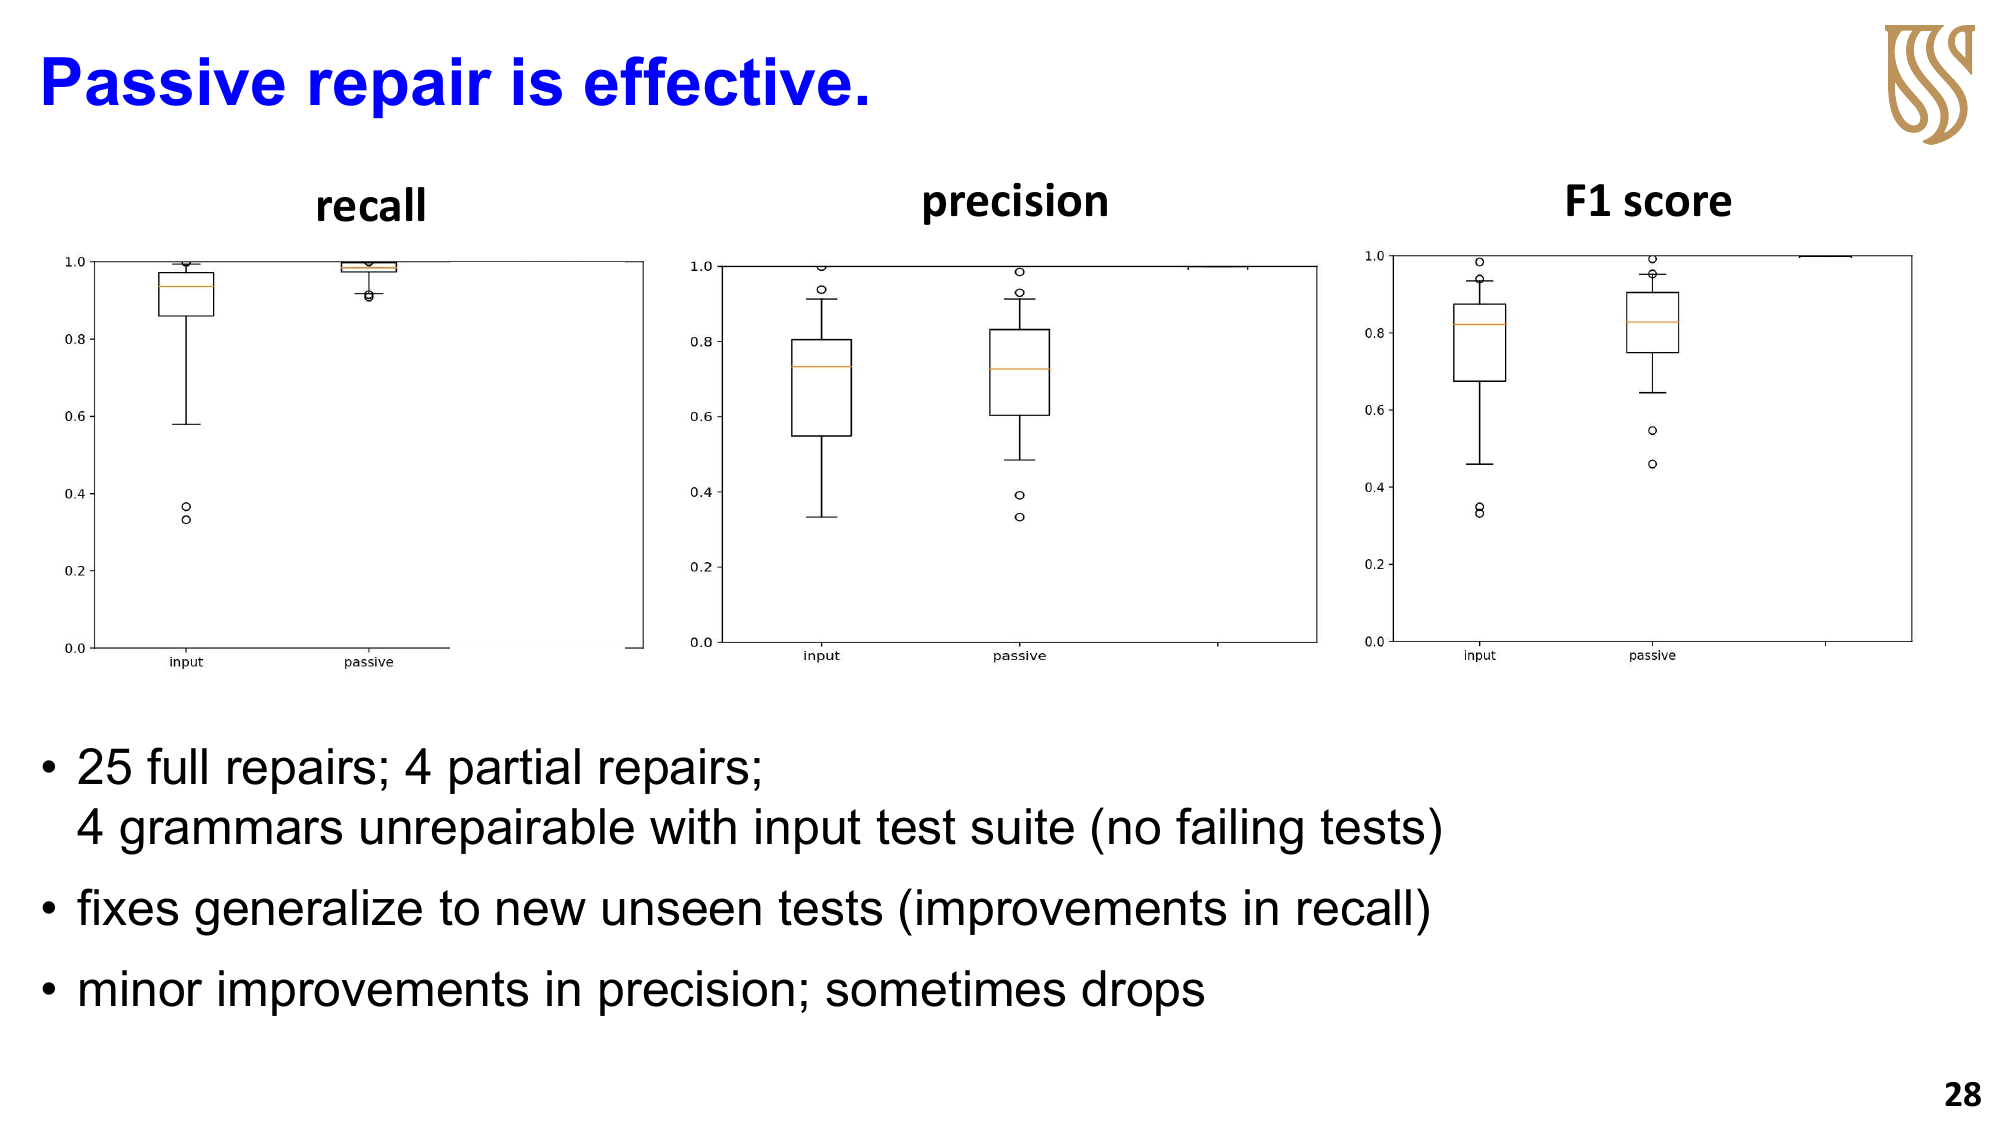 Passive repair is effective.
recall
precision
F1 score
1.0
0.8
0.6
0.4
0.2
0.0
input passive
1.0
0.8
0.6
0.4
0.2
0.0
input passive
1.0
0.8
0.6
0.4
0.2
0.0
input passive
• 25 full repairs; 4 partial repairs;
4 grammars unrepairable with input test suite (no failing tests)
• fixes generalize to new unseen tests (improvements in recall)
• minor improvements in precision; sometimes drops
28